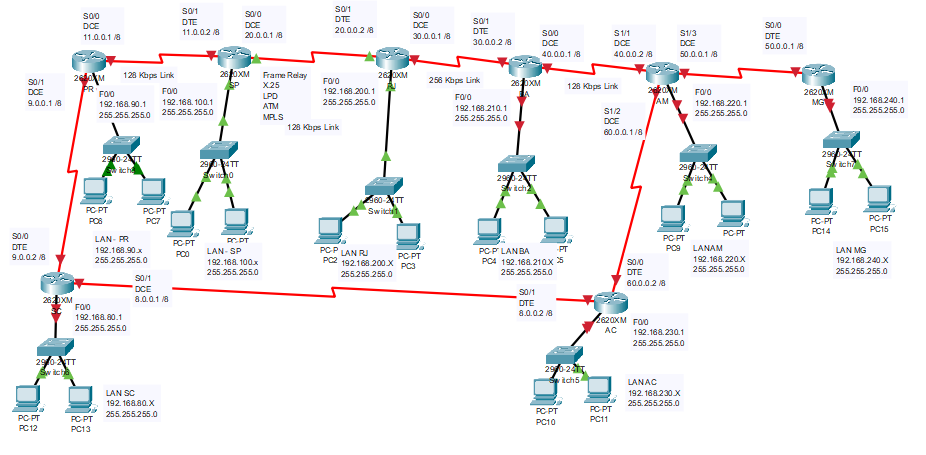 S0/0
DCE
11.0.0.1 /8
S0/1
DTE
11.0.0.2 /8
S0/0
DCE
20.0.0.1 /8
S0/1
DTE
20.0.0.2 /8
S0/0
DCE
30.0.0.1 /8
S0/1
DTE
30.0.0.2 /8
S0/0
DCE
40.0.0.1 /8
S1/1
DCE
40.0.0.2 /8
S1/3
DCE
50.0.0.1 /8
S0/0
DTE
50.0.0.1 /8
S0/1
DCE
9.0.0.1 /8
2620XM
PR
128 Kbps Link
2620XM
SP
Frame Relay
X.25
LPD
ATM
MPLS
128 Kbps Link
2620XM
RJ
256 Kbps Link
2620XM
BA
128 Kbps Link
2620XM
AM
2620XM
MG
F0/0
192.168.90.1
255.255.255.0
F0/0
192.168.100.1
255.255.255.0
F0/0
192.168.200.1
255.255.255.0
F0/0
192.168.210.1
255.255.255.0
F0/0
192.168.220.1
255.255.255.0
F0/0
192.168.240.1
255.255.255.0
S1/2
DCE
60.0.0.1 /8
2960-24TT
2960-24TT
Switch0
2960-24TT
Switch1
2960-24TT
Switch2
2960-24TT
Switch4
2960-24TT
Switch7
PC-PT
PC6
PC-PT
PC7
PC-PT
PC0
PC-PT
PC-PT
PC2
PC-PT
PC3
PC4
PC-PT
PC9
PC-PT
PC-PT
PC14
PC-PT
PC15
LAN - PR
192.168.90.x
255.255.255.0
LAN - SP
192.168.100.x
255.255.255.0
LAN RJ
192.168.200.X
255.255.255.0
LAN BA
192.168.210.X
255.255.255.0
LAN AM
192.168.220.X
255.255.255.0
LAN MG
192.168.240.X
255.255.255.0
S0/0
DTE
9.0.0.2 /8
2620XM
SC
S0/1
DCE
8.0.0.1 /8
S0/1
DTE
8.0.0.2 /8
S0/0
DTE
60.0.0.2 /8
2620XM
AC
F0/0
192.168.80.1
255.255.255.0
F0/0
192.168.230.1
255.255.255.0
2960-24TT
Switch6
2960-24TT
Switch5
PC-PT
PC12
PC-PT
PC13
LAN SC
192.168.80.X
255.255.255.0
PC-PT
PC10
PC-PT
PC11
LAN AC
192.168.230.X
255.255.255.0